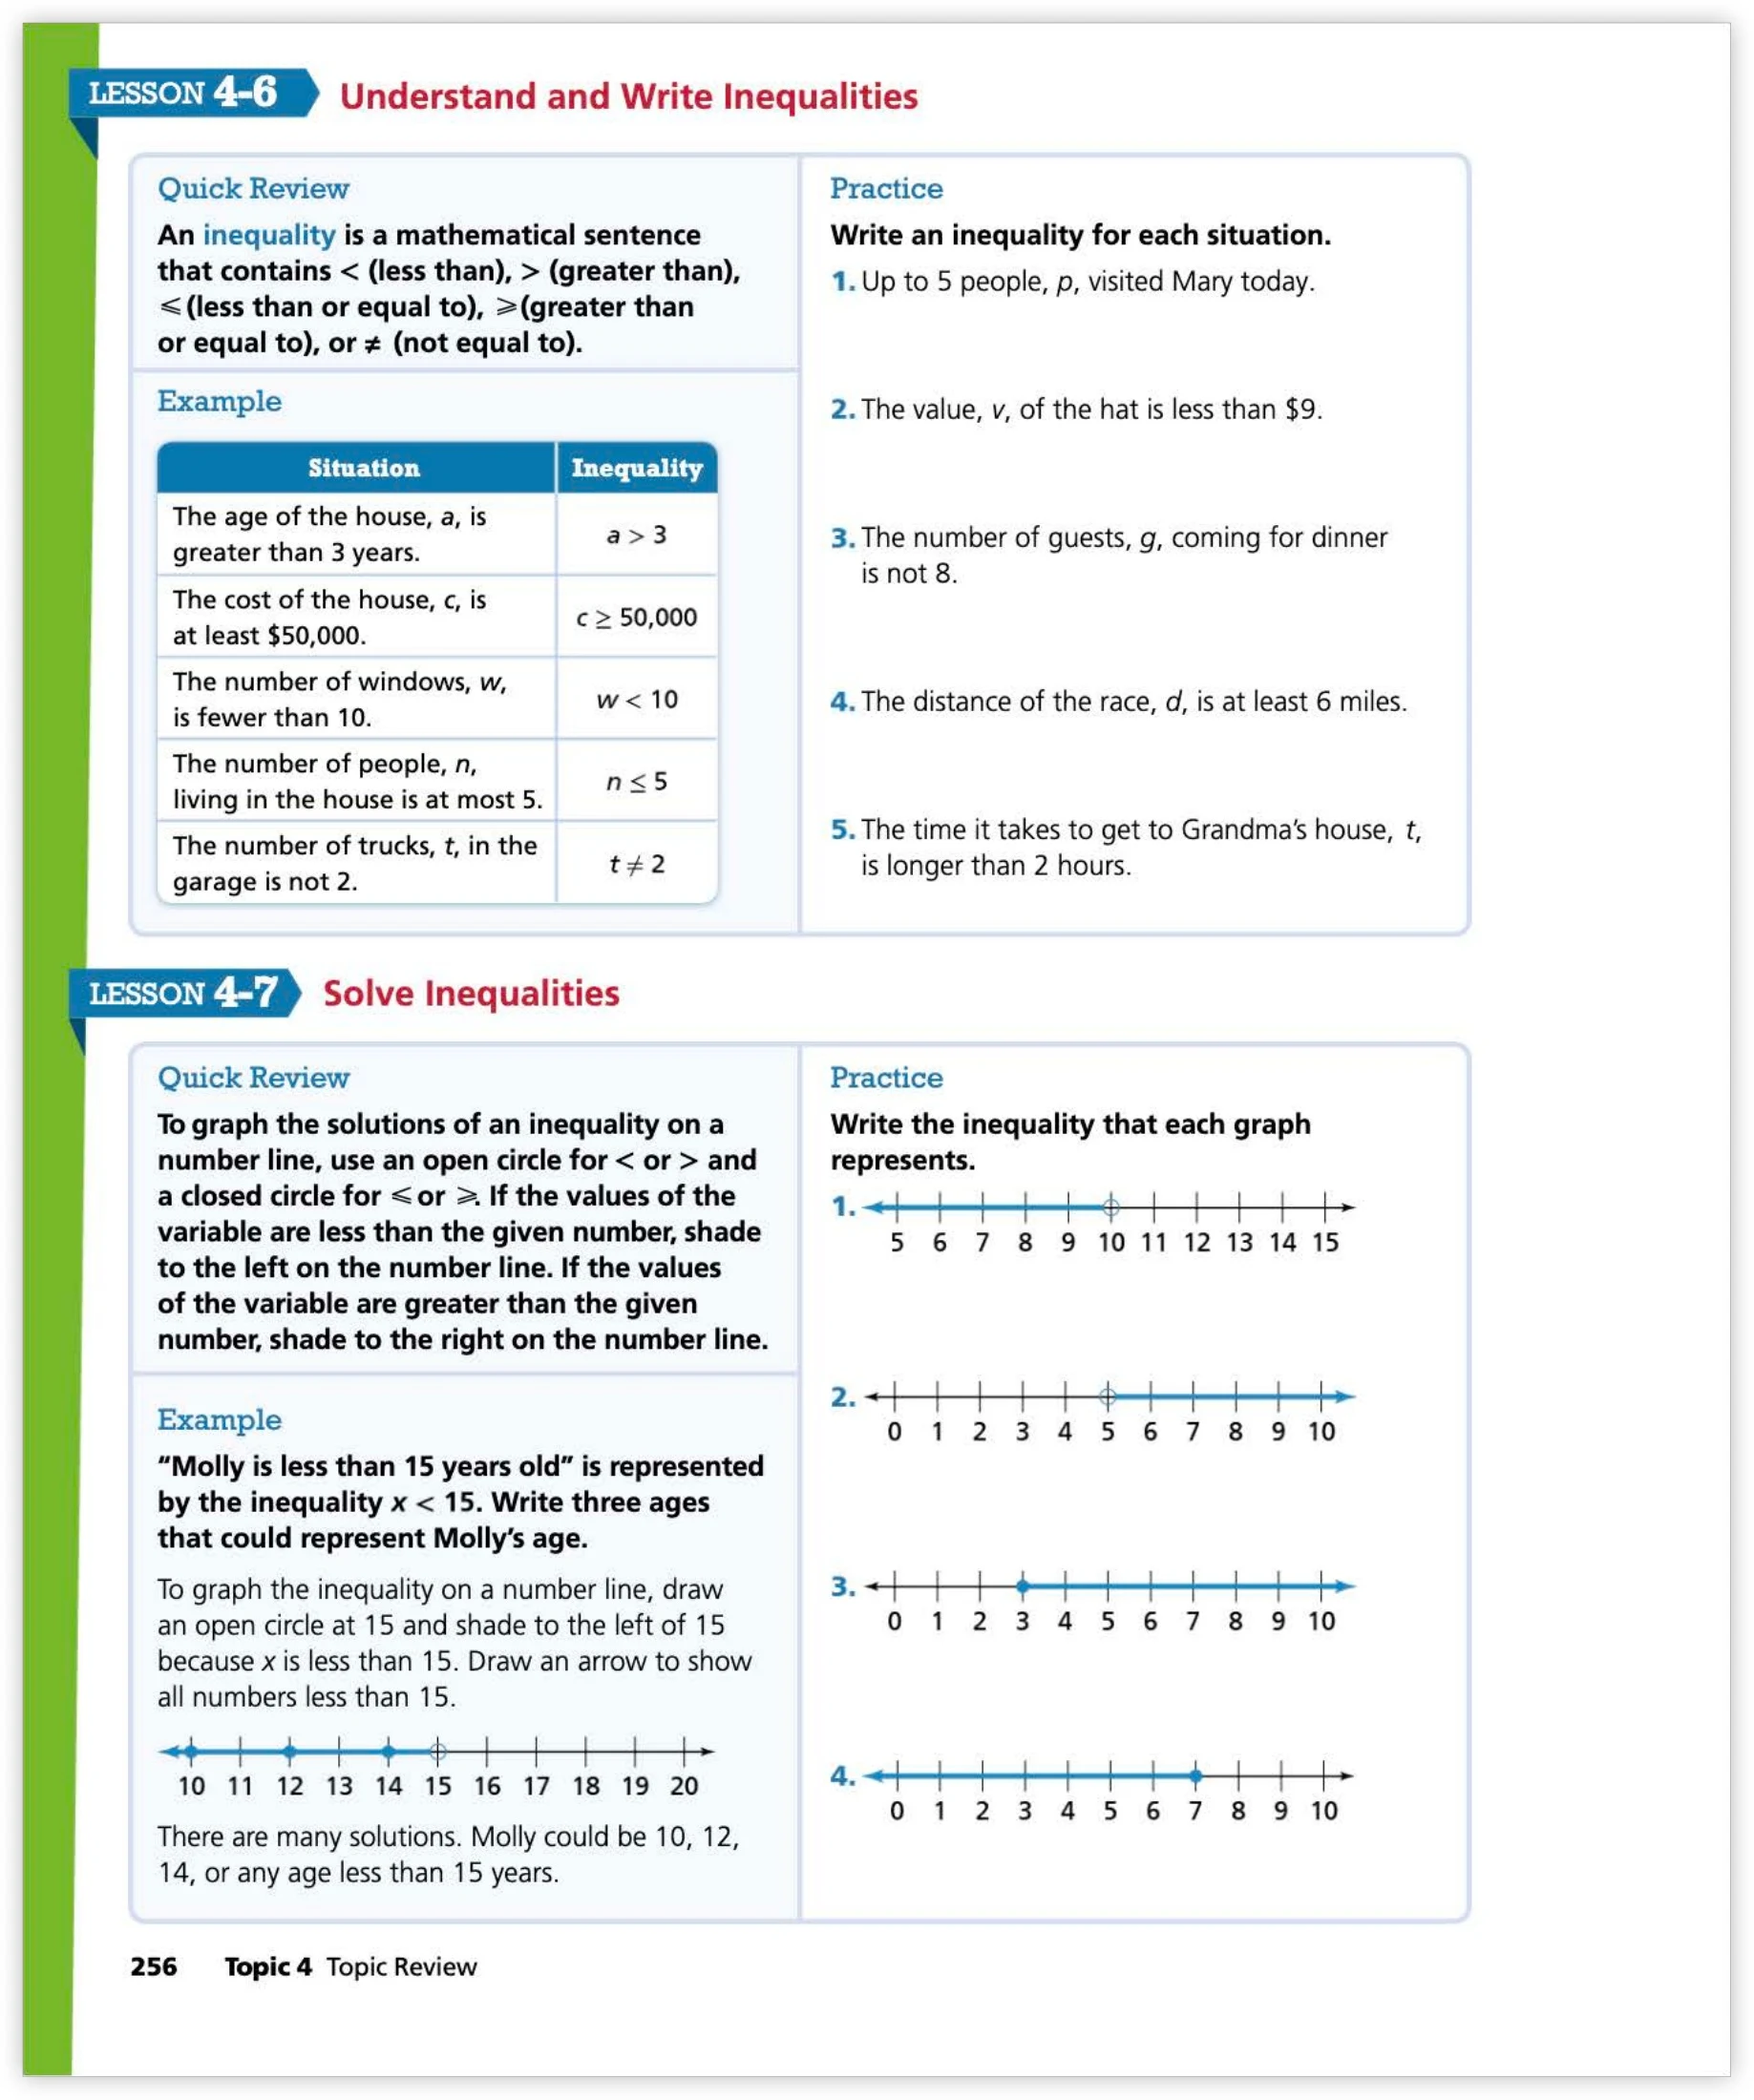 LESSON 4-6 Understand and Write Inequalities
Quick Review
An inequality is a mathematical sentence
that contains < (less than), > (greater than),
⩽ (less than or equal to), ⩾ (greater than
or equal to), or ≠ (not equal to).
Example
Situation Inequality
The age of the house, a, is
greater than 3 years.
a > 3
The cost of the house, c, is
at least $50,000.
c ≥ 50,000
The number of windows, w,
is fewer than 10.
w < 10
The number of people, n,
living in the house is at most 5.
n ≤ 5
The number of trucks, t, in the
garage is not 2.
t ≠ 2
Practice
Write an inequality for each situation.
1. Up to 5 people, p, visited Mary today.
2. The value, v, of the hat is less than $9.
3. The number of guests, g, coming for dinner
is not 8.
4. The distance of the race, d, is at least 6 miles.
5. The time it takes to get to Grandma's house, t,
is longer than 2 hours.
LESSON 4-7 Solve Inequalities
Quick Review
To graph the solutions of an inequality on a
number line, use an open circle for < or > and
a closed circle for ⩽ or ⩾. If the values of the
variable are less than the given number, shade
to the left on the number line. If the values
of the variable are greater than the given
number, shade to the right on the number line.
Example
"Molly is less than 15 years old" is represented
by the inequality x < 15. Write three ages
that could represent Molly's age.
To graph the inequality on a number line, draw
an open circle at 15 and shade to the left of 15
because x is less than 15. Draw an arrow to show
all numbers less than 15.
10 11 12 13 14 15 16 17 18 19 20
There are many solutions. Molly could be 10, 12,
14, or any age less than 15 years.
Practice
Write the inequality that each graph
represents.
1.
5 6 7 8 9 10 11 12 13 14 15
2.
0 1 2 3 4 5 6 7 8 9 10
3.
0 1 2 3 4 5 6 7 8 9 10
4.
0 1 2 3 4 5 6 7 8 9 10
256 Topic 4 Topic Review